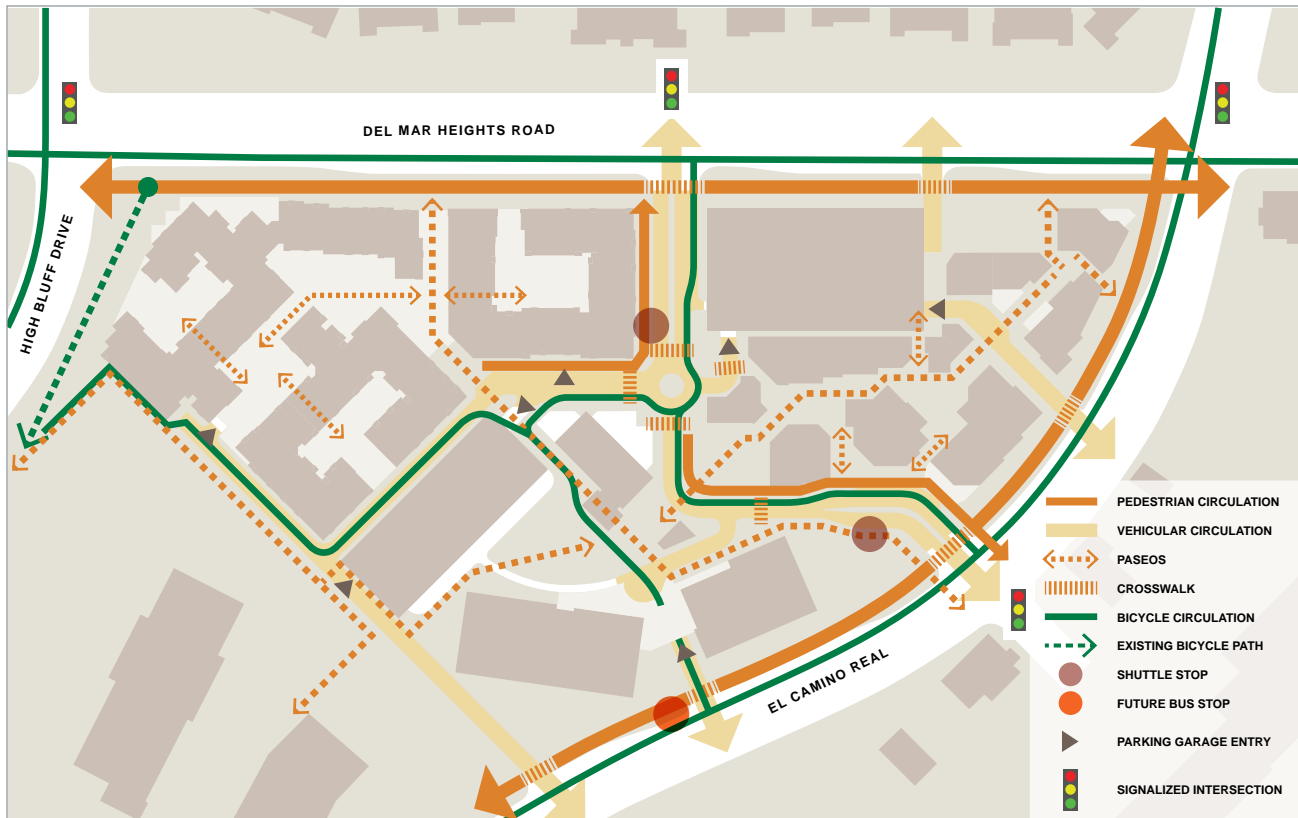 DEL MAR HEIGHTS ROAD
HIGH BLUFF DRIVE
EL CAMINO REAL
PEDESTRIAN CIRCULATION
VEHICULAR CIRCULATION
PASEOS
CROSSWALK
BICYCLE CIRCULATION
EXISTING BICYCLE PATH
SHUTTLE STOP
FUTURE BUS STOP
PARKING GARAGE ENTRY
SIGNALIZED INTERSECTION